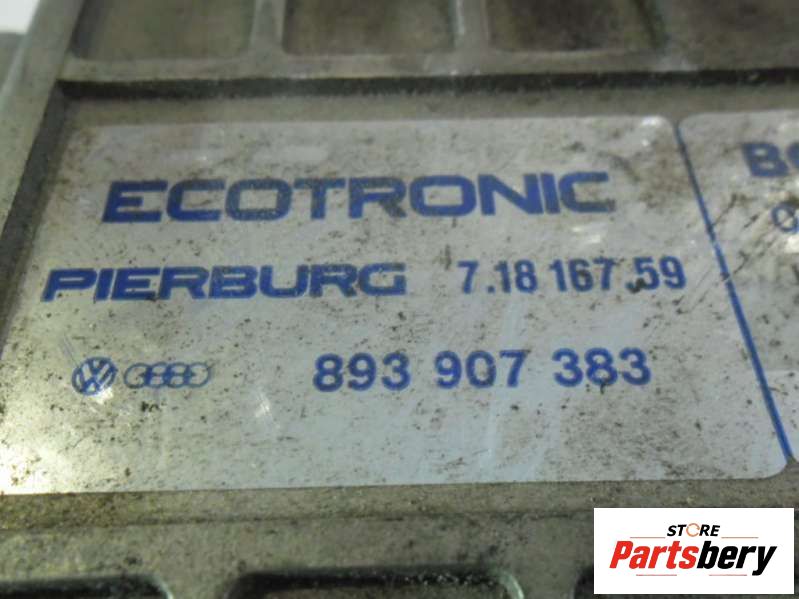 ECOTRONIC
PIERBURG 7.18 167.59
893 907 383
STORE
Partsbery